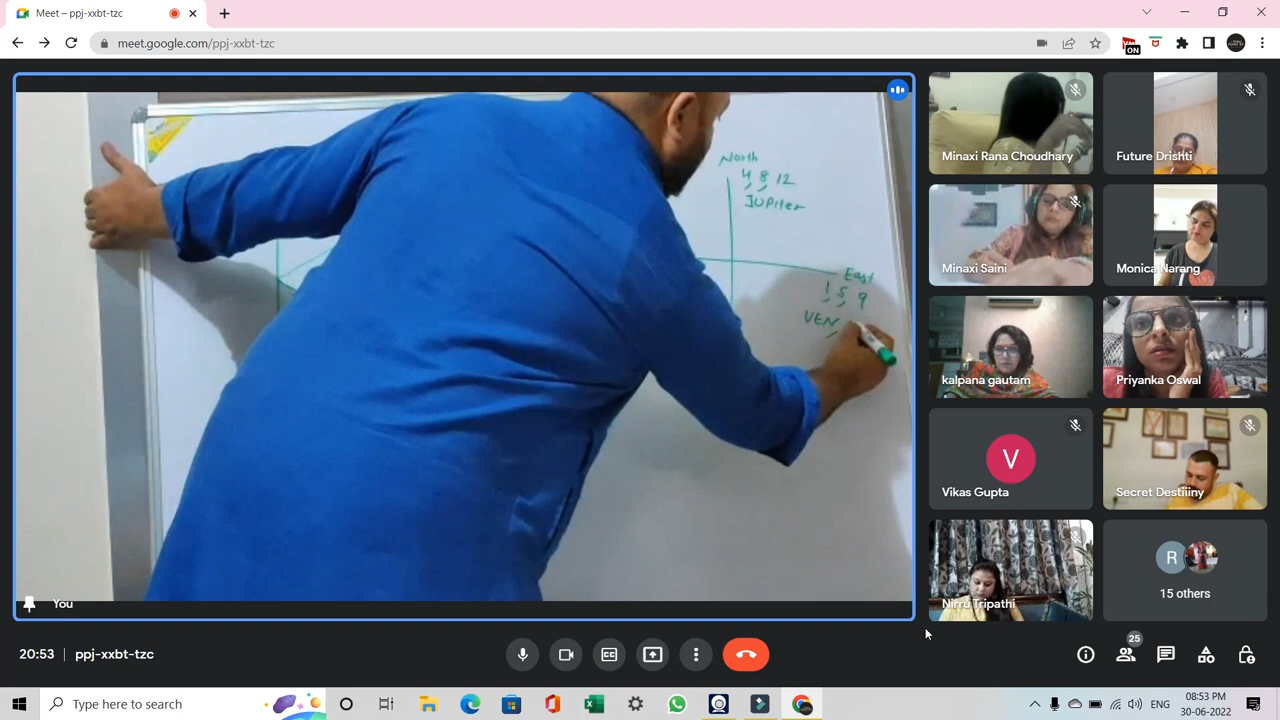 Meet – ppj-xxbt-tzc
meet.google.com/ppj-xxbt-tzc
ON
North
4 8 12
JUPiter
East
1 5 9
VEN
You
Minaxi Rana Choudhary
Future Drishti
Minaxi Saini
Monica Narang
kalpana gautam
Priyanka Oswal
V
Vikas Gupta
Secret Destiiny
Nirru Tripathi
R
15 others
20:53 | ppj-xxbt-tzc
25
Type here to search
ENG
08:53 PM
30-06-2022